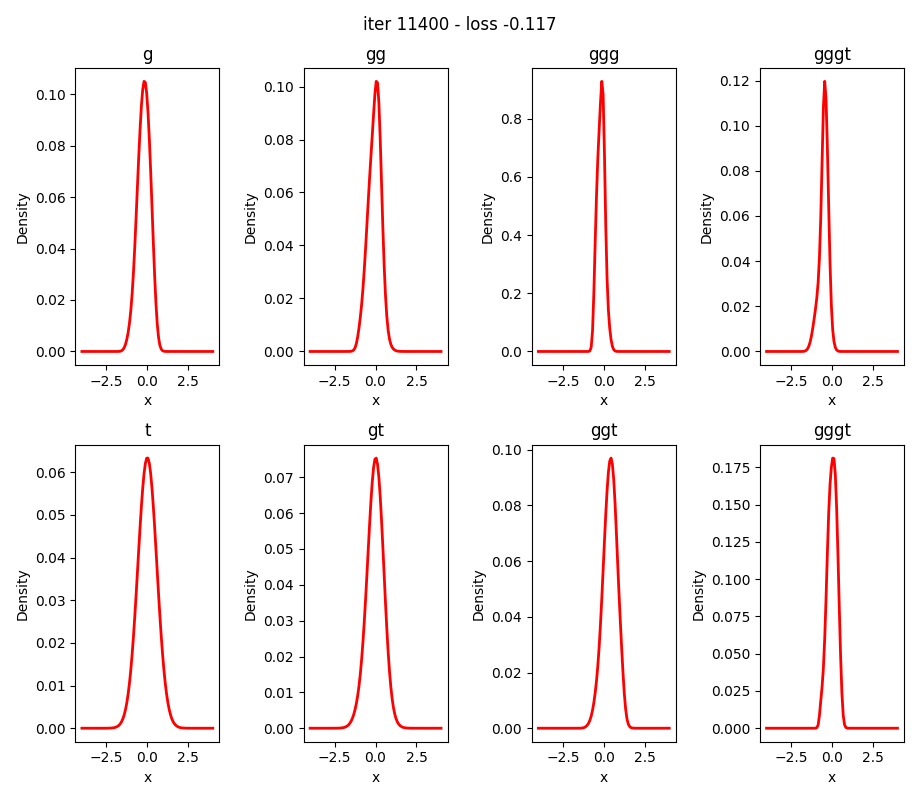 iter 11400 - loss -0.117
g gg ggg gggt
0.10 0.10 0.8 0.12
0.08 0.08 0.6 0.10
0.06 0.06 0.4 0.08
0.04 0.04 0.2 0.06
0.02 0.02 0.0 0.04
0.00 0.00 0.02
0.00
Density Density Density Density
−2.5 0.0 2.5 −2.5 0.0 2.5 −2.5 0.0 2.5 −2.5 0.0 2.5
x x x x
t gt ggt gggt
0.06 0.07 0.10 0.175
0.05 0.06 0.08 0.150
0.04 0.05 0.06 0.125
0.03 0.04 0.04 0.100
0.02 0.03 0.02 0.075
0.01 0.02 0.00 0.050
0.00 0.01 0.025
0.00 0.000
Density Density Density Density
−2.5 0.0 2.5 −2.5 0.0 2.5 −2.5 0.0 2.5 −2.5 0.0 2.5
x x x x